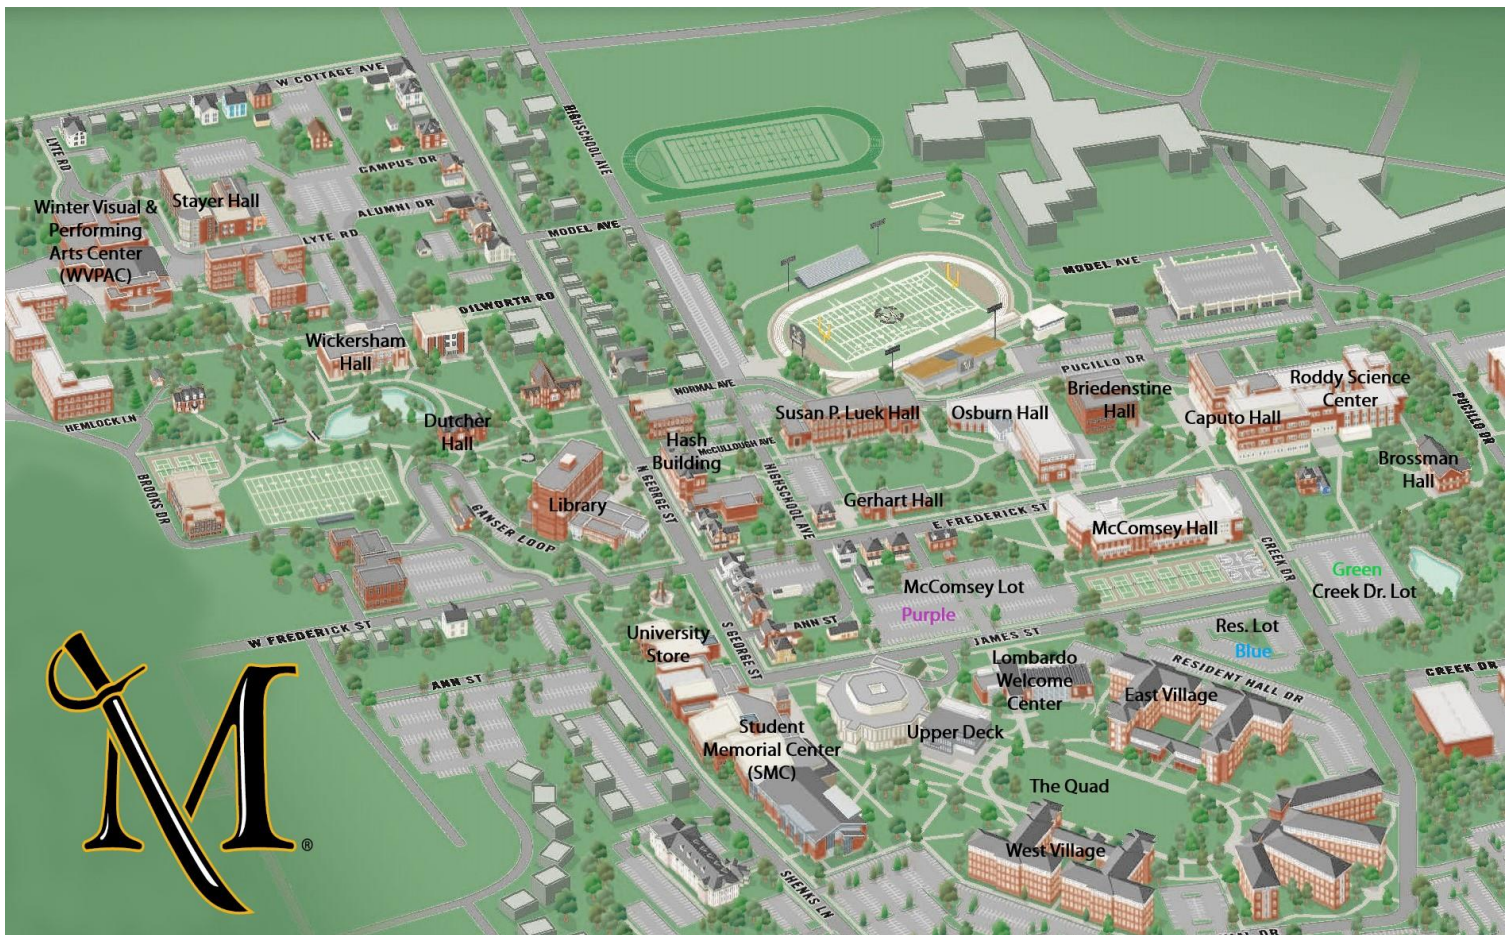 W COTTAGE AVE
HIGHSCHOOL AVE
LYTE RD
CAMPUS DR
Stayer Hall
Winter Visual &
Performing
Arts Center
(WVPAC)
ALUMNI DR
LYTE RD
MODEL AVE
MODEL AVE
DILWORTH RD
Wickersham
Hall
PUCILLO DR
Roddy Science
Center
NORMAL AVE
Briedenstine
Hall
PUCILLO DR
HEMLOCK LN
Dutcher
Hall
Susan P. Luek Hall
Osburn Hall
Caputo Hall
Hash
Building
McCULLOUGH AVE
Brossman
Hall
BROOKS DR
N GEORGE ST
HIGHSCHOOL AVE
Library
GANSER LOOP
Gerhart Hall
E FREDERICK ST
McComsey Hall
CREEK DR
Green
Creek Dr. Lot
McComsey Lot
Purple
W FREDERICK ST
University
Store
S GEORGE ST
ANN ST
JAMES ST
Res. Lot
Blue
ANN ST
Lombardo
Welcome
Center
RESIDENT HALL DR
CREEK DR
East Village
Student
Memorial Center
(SMC)
Upper Deck
The Quad
West Village
SHENKS LN
M
®
DR